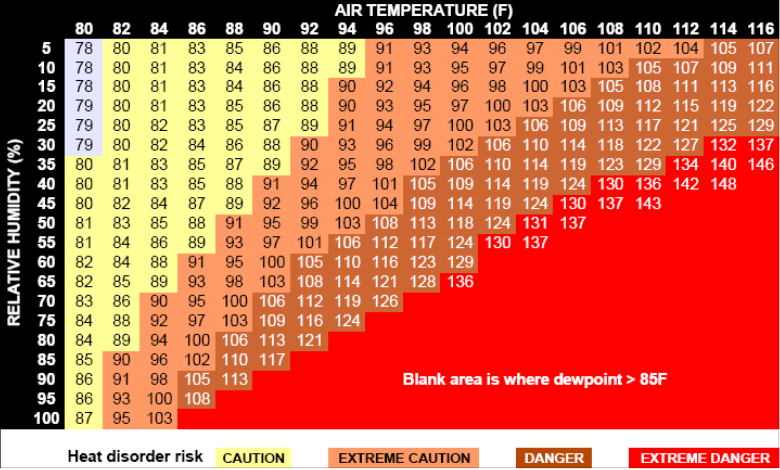 AIR TEMPERATURE (F)
80 82 84 86 88 90 92 94 96 98 100 102 104 106 108 110 112 114 116
RELATIVE HUMIDITY (%)
5 78 80 81 83 85 86 88 89 91 93 94 96 97 99 101 102 104 105 107
10 78 80 81 83 84 86 88 89 91 93 95 97 99 101 103 105 107 109 111
15 78 80 81 83 84 86 88 90 92 94 96 98 100 103 105 108 111 113 116
20 79 80 81 83 85 86 88 90 93 95 97 100 103 106 109 112 115 119 122
25 79 80 82 83 85 87 89 91 94 97 100 103 106 109 113 117 121 125 129
30 79 80 82 84 86 88 90 93 96 99 102 106 110 114 118 122 127 132 137
35 80 81 83 85 87 89 92 95 98 102 106 110 114 119 123 129 134 140 146
40 80 81 83 85 88 91 94 97 101 105 109 114 119 124 130 136 142 148
45 80 82 84 87 89 92 96 100 104 109 114 119 124 130 137 143
50 81 83 85 88 91 95 99 103 108 113 118 124 131 137
55 81 84 86 89 93 97 101 106 112 117 124 130 137
60 82 84 88 91 95 100 105 110 116 123 129
65 82 85 89 93 98 103 108 114 121 128 136
70 83 86 90 95 100 106 112 119 126
75 84 88 92 97 103 109 116 124
80 84 89 94 100 106 113 121
85 85 90 96 102 110 117
90 86 91 98 105 113 Blank area is where dewpoint > 85F
95 86 93 100 108
100 87 95 103
Heat disorder risk CAUTION EXTREME CAUTION DANGER EXTREME DANGER